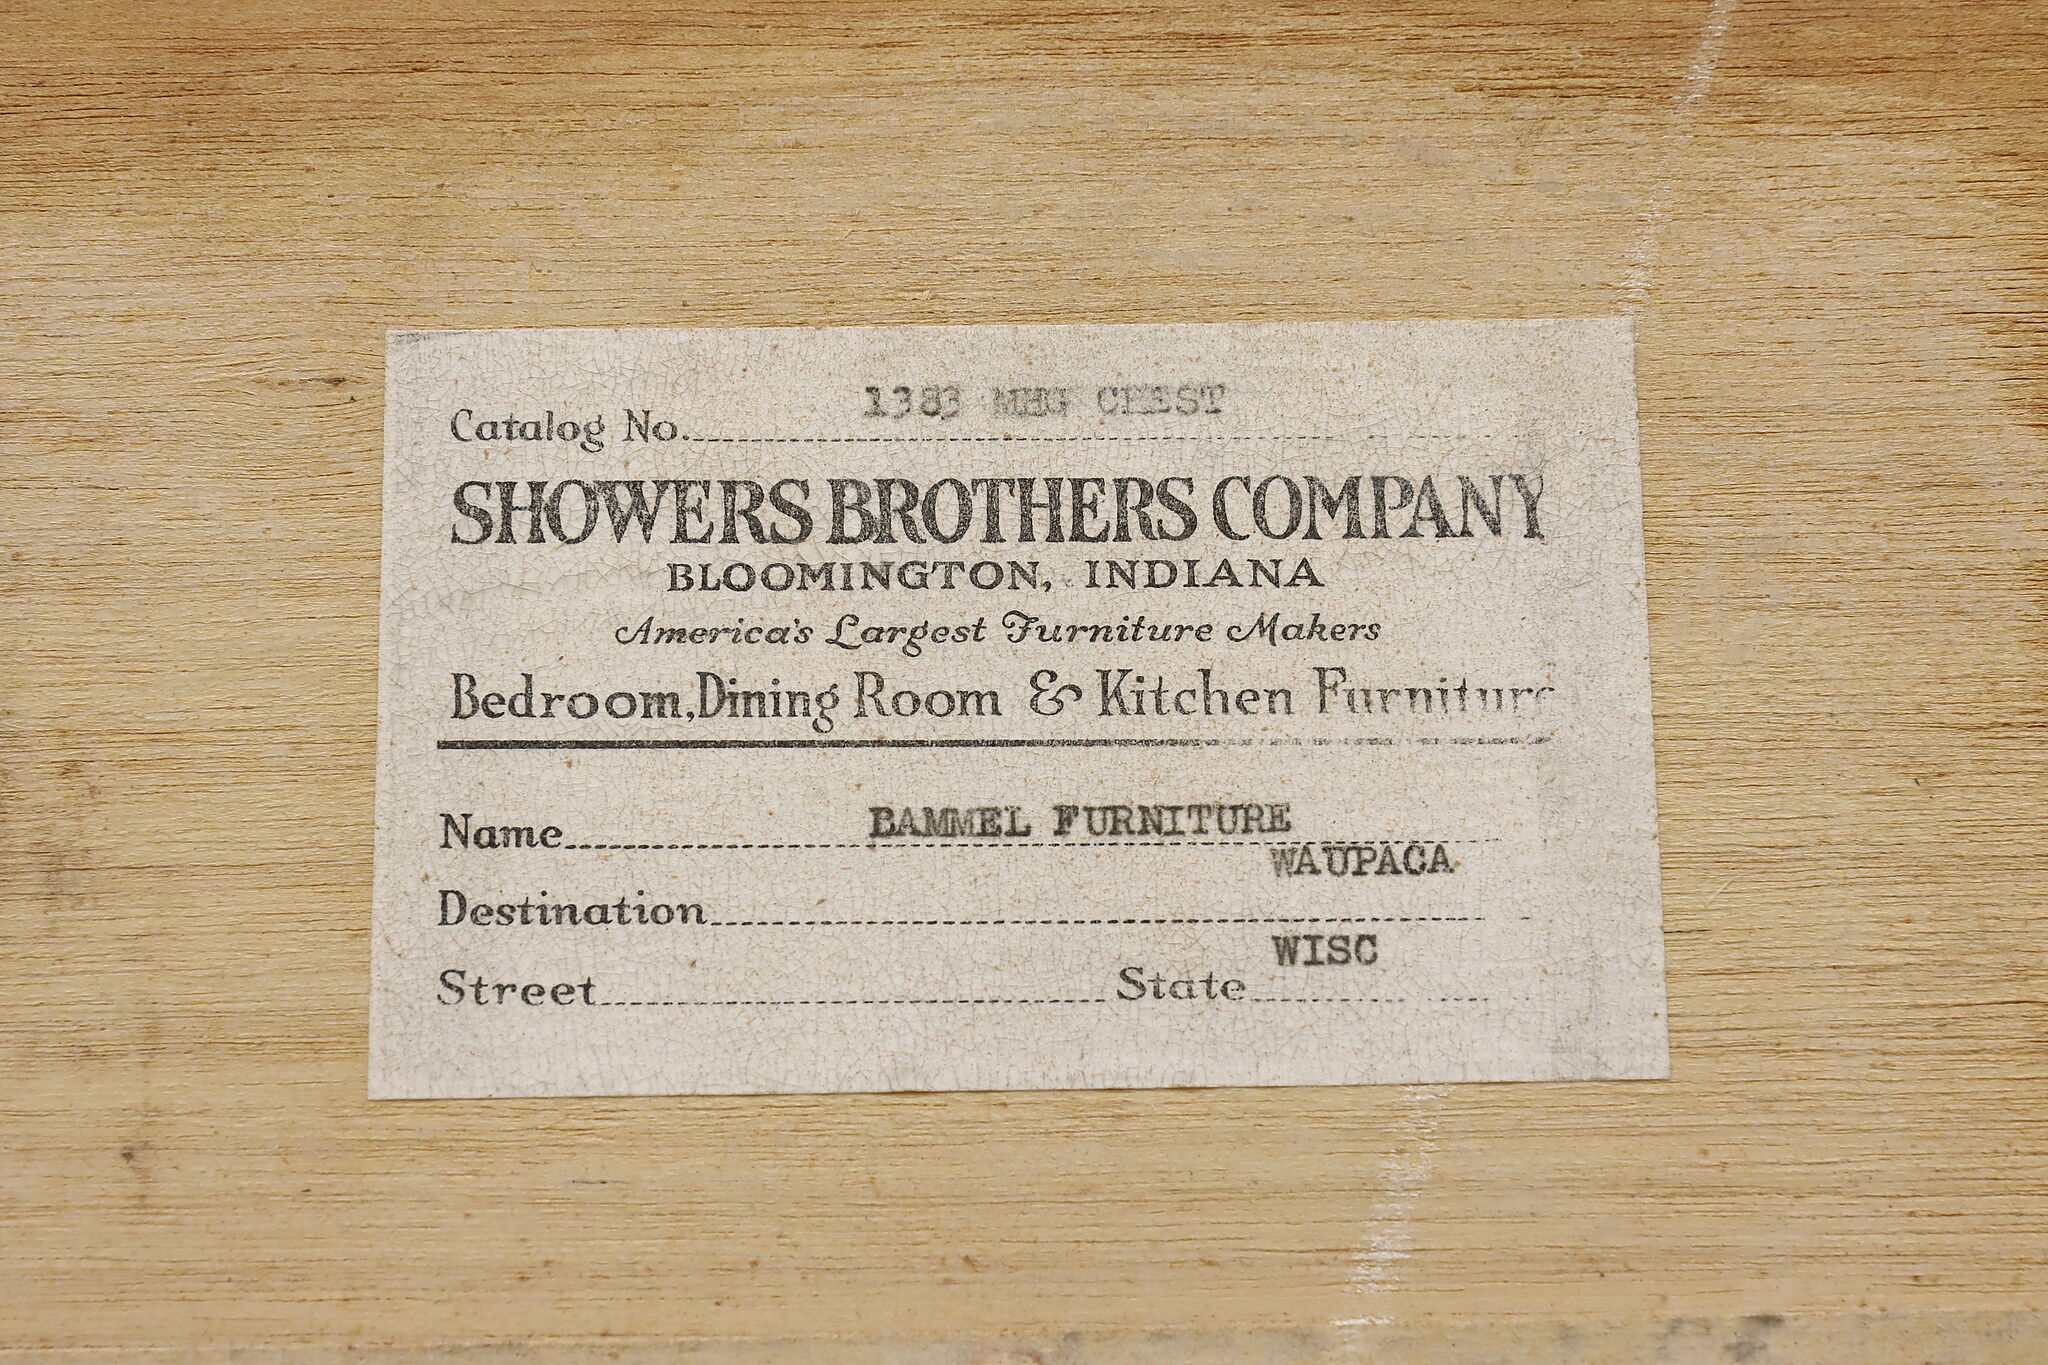 Catalog No. 1383 MHG CHEST
SHOWERS BROTHERS COMPANY
BLOOMINGTON, INDIANA
America's Largest Furniture Makers
Bedroom, Dining Room & Kitchen Furniture
Name BAMMEL FURNITURE
WAUPACA
Destination
WISC
Street State